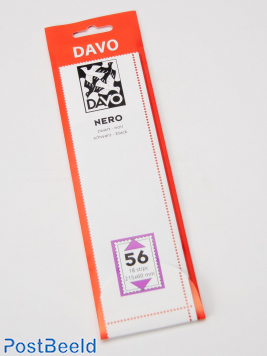 DAVO
DAVO
NERO
zwart - noir
schwarz - black
56
18 strips
215x60 mm
PostBeeld